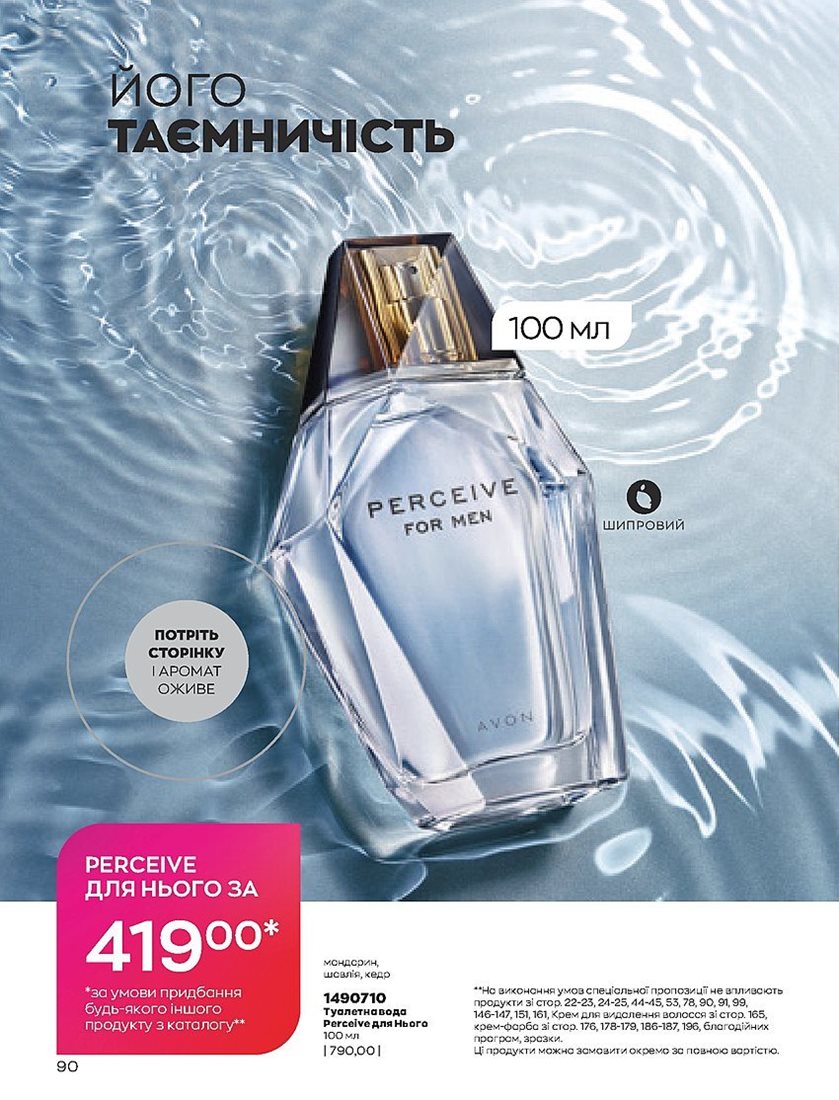 ЙОГО
ТАЄМНИЧІСТЬ
100 мл
PERCEIVE
FOR MEN
ШИПРОВИЙ
ПОТРІТЬ
СТОРІНКУ
І АРОМАТ
ОЖИВЕ
AVON
PERCEIVE
ДЛЯ НЬОГО ЗА
419⁰⁰*
*за умови придбання
будь-якого іншого
продукту з каталогу**
мандарин,
шавлія, кедр
1490710
Туалетна вода
Perceive для Нього
100 мл
| 790,00 |
**На виконання умов спеціальної пропозиції не впливають
продукти зі стор. 22-23, 24-25, 44-45, 53, 78, 90, 91, 99,
146-147, 151, 161, Крем для видалення волосся зі стор. 165,
крем-фарба зі стор. 176, 178-179, 186-187, 196, благодійних
програм, зразки.
Ці продукти можна замовити окремо за повною вартістю.
90